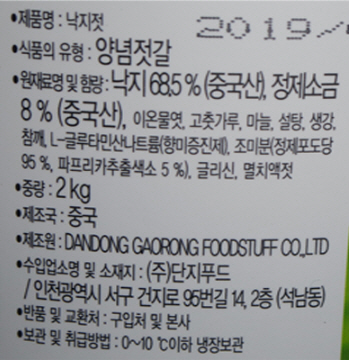 •제품명 : 낙지젓
2019/
•식품의 유형 : 양념젓갈
•원재료명 및 함량 : 낙지 68.5 % (중국산), 정제소금
8 % (중국산), 이온물엿, 고춧가루, 마늘, 설탕, 생강,
참깨, L-글루타민산나트륨(향미증진제), 조미분(정제포도당
95 %, 파프리카추출색소 5 %), 글리신, 멸치액젓
•중량 : 2 kg
•제조국 : 중국
•제조원 : DANDONG GAORONG FOODSTUFF CO.,LTD
•수입업소명 및 소재지 : (주)단지푸드
/ 인천광역시 서구 건지로 95번길 14, 2층 (석남동)
•반품 및 교환처 : 구입처 및 본사
•보관 및 취급방법 : 0~10 ℃이하 냉장보관